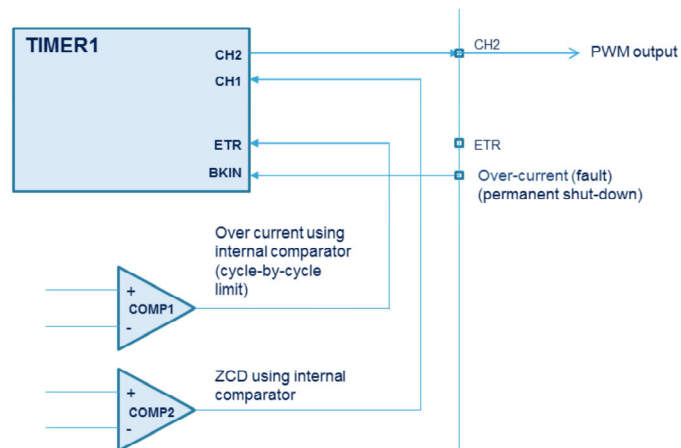 TIMER1
CH2
CH2
PWM output
CH1
ETR
ETR
BKIN
Over-current (fault)
(permanent shut-down)
Over current using
internal comparator
(cycle-by-cycle
limit)
+
COMP1
-
ZCD using internal
comparator
+
COMP2
-